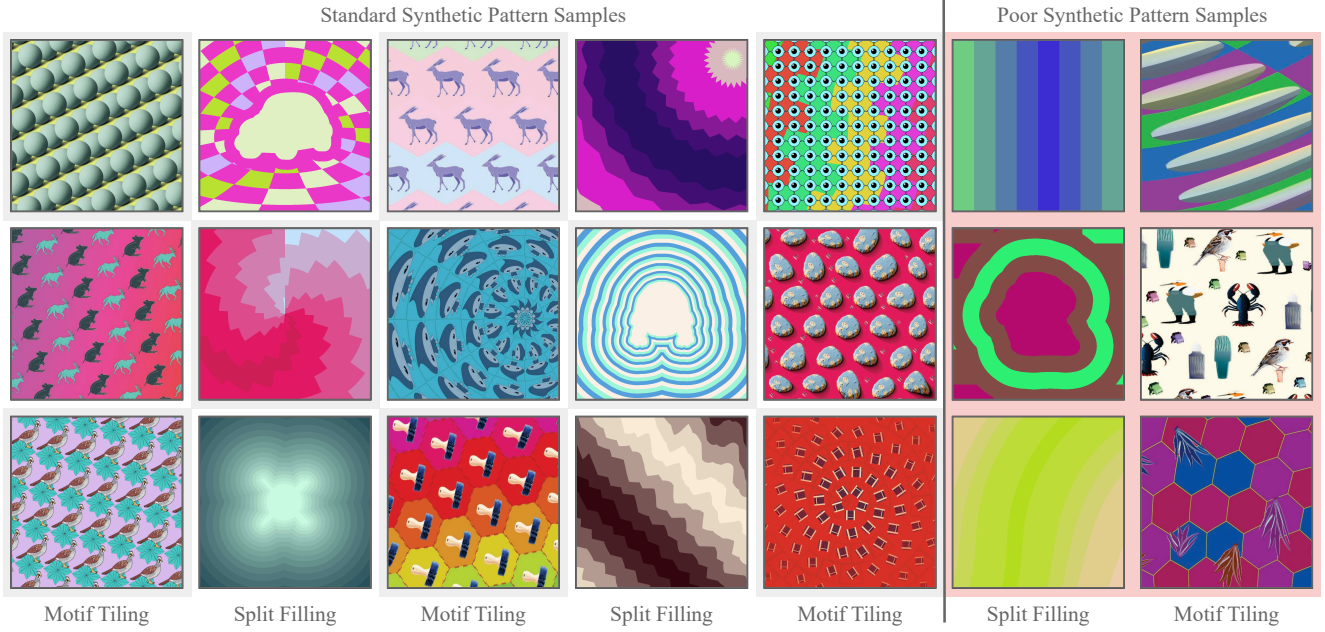 Standard Synthetic Pattern Samples
Poor Synthetic Pattern Samples
Motif Tiling
Split Filling
Motif Tiling
Split Filling
Motif Tiling
Split Filling
Motif Tiling